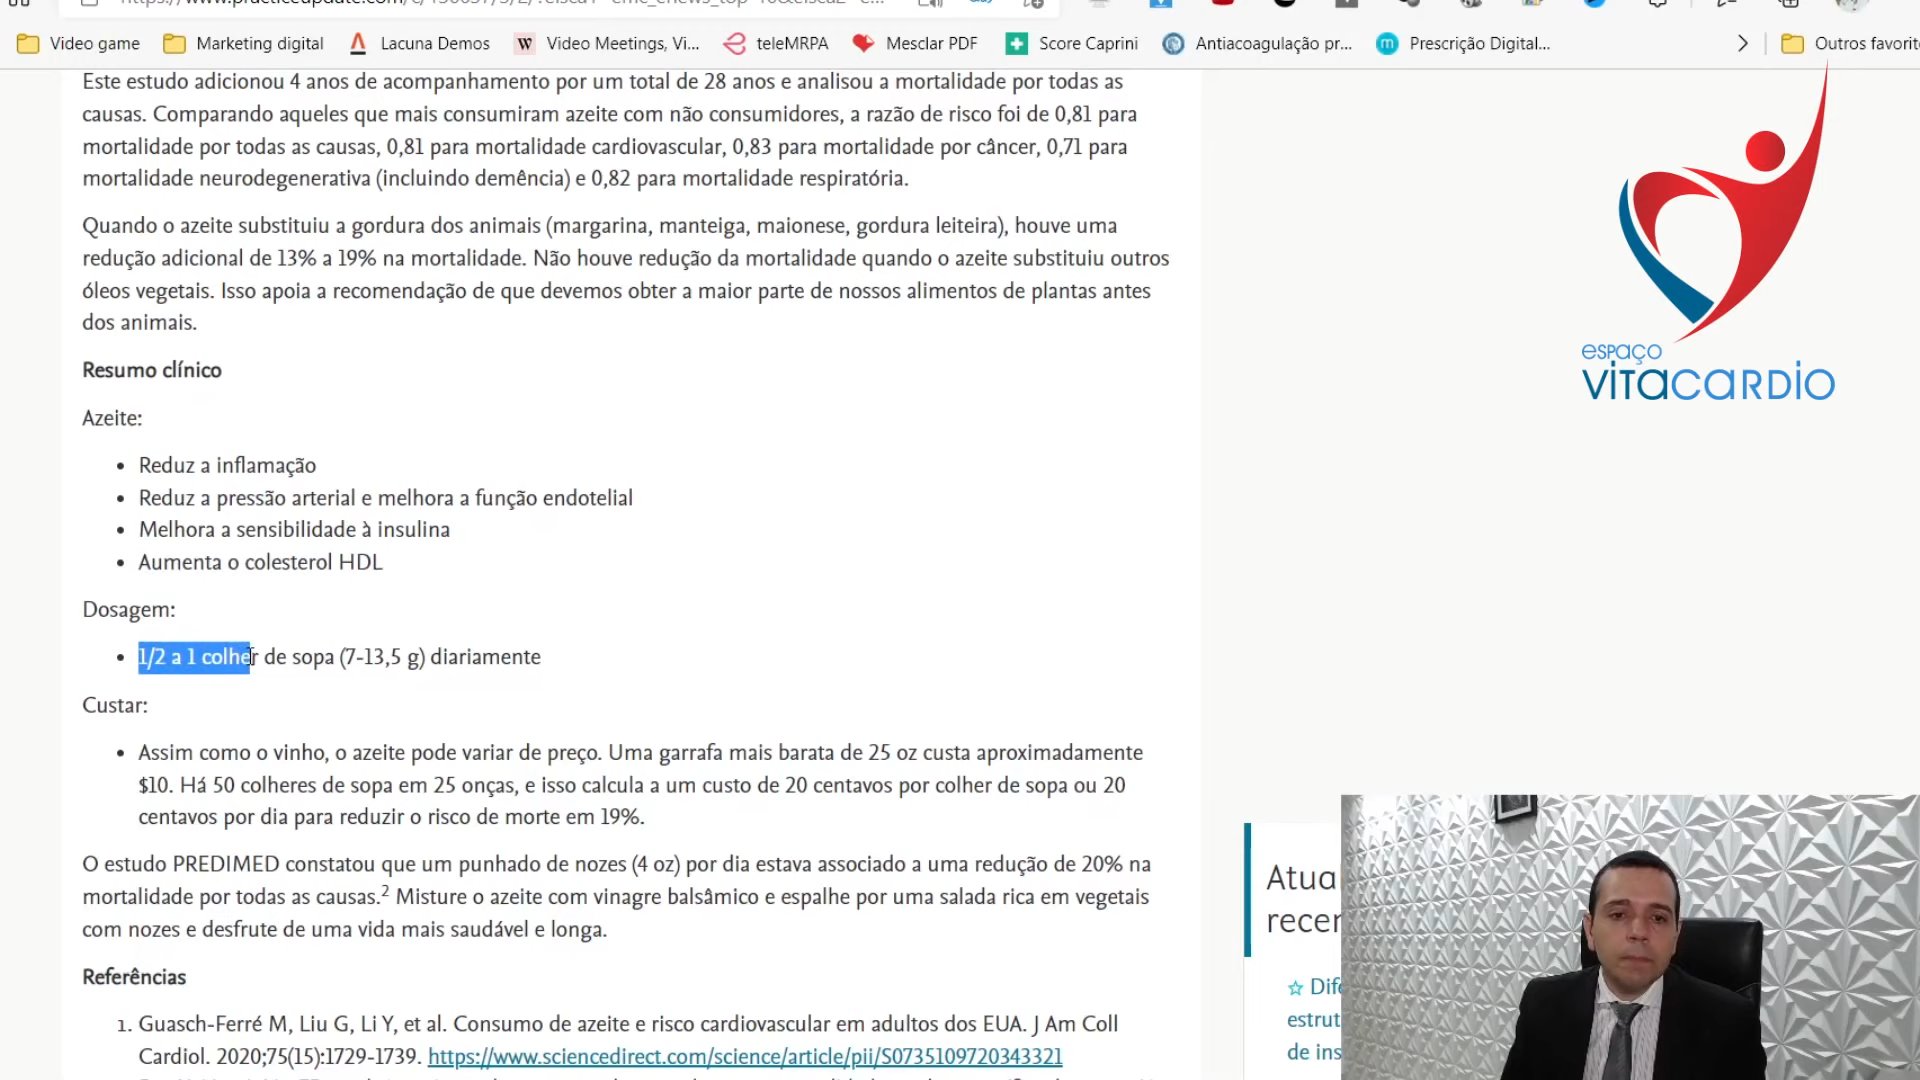 Video game
Marketing digital
Lacuna Demos
Video Meetings, Vi...
teleMRPA
Mesclar PDF
Score Caprini
Antiacoagulação pr...
Prescrição Digital...
Outros favorito
Este estudo adicionou 4 anos de acompanhamento por um total de 28 anos e analisou a mortalidade por todas as
causas. Comparando aqueles que mais consumiram azeite com não consumidores, a razão de risco foi de 0,81 para
mortalidade por todas as causas, 0,81 para mortalidade cardiovascular, 0,83 para mortalidade por câncer, 0,71 para
mortalidade neurodegenerativa (incluindo demência) e 0,82 para mortalidade respiratória.
Quando o azeite substituiu a gordura dos animais (margarina, manteiga, maionese, gordura leiteira), houve uma
redução adicional de 13% a 19% na mortalidade. Não houve redução da mortalidade quando o azeite substituiu outros
óleos vegetais. Isso apoia a recomendação de que devemos obter a maior parte de nossos alimentos de plantas antes
dos animais.
Resumo clínico
Azeite:
• Reduz a inflamação
• Reduz a pressão arterial e melhora a função endotelial
• Melhora a sensibilidade à insulina
• Aumenta o colesterol HDL
Dosagem:
• 1/2 a 1 colher de sopa (7-13,5 g) diariamente
Custar:
• Assim como o vinho, o azeite pode variar de preço. Uma garrafa mais barata de 25 oz custa aproximadamente
$10. Há 50 colheres de sopa em 25 onças, e isso calcula a um custo de 20 centavos por colher de sopa ou 20
centavos por dia para reduzir o risco de morte em 19%.
O estudo PREDIMED constatou que um punhado de nozes (4 oz) por dia estava associado a uma redução de 20% na
mortalidade por todas as causas.2 Misture o azeite com vinagre balsâmico e espalhe por uma salada rica em vegetais
com nozes e desfrute de uma vida mais saudável e longa.
Referências
1. Guasch-Ferré M, Liu G, Li Y, et al. Consumo de azeite e risco cardiovascular em adultos dos EUA. J Am Coll
Cardiol. 2020;75(15):1729-1739. https://www.sciencedirect.com/science/article/pii/S0735109720343321
espaço
vitacardio
Atua
recer
Dife
estrut
de ins